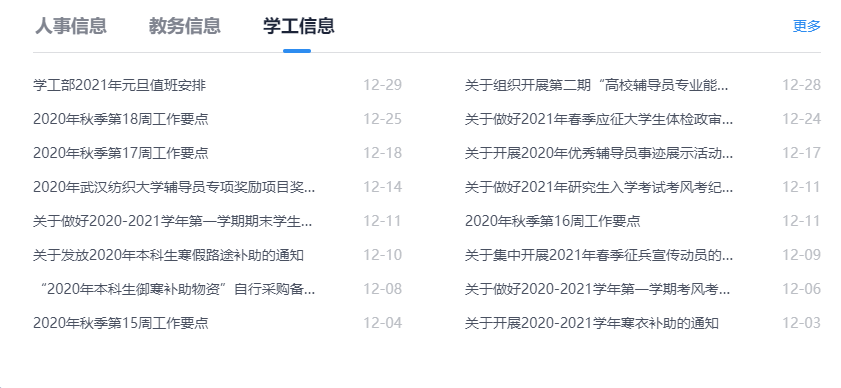 人事信息 教务信息 学工信息 更多
学工部2021年元旦值班安排 12-29
关于组织开展第二期“高校辅导员专业能... 12-28
2020年秋季第18周工作要点 12-25
关于做好2021年春季应征大学生体检政审... 12-24
2020年秋季第17周工作要点 12-18
关于开展2020年优秀辅导员事迹展示活动... 12-17
2020年武汉纺织大学辅导员专项奖励项目奖... 12-14
关于做好2021年研究生入学考试考风考纪... 12-11
关于做好2020-2021学年第一学期期末学生... 12-11
2020年秋季第16周工作要点 12-11
关于发放2020年本科生寒假路途补助的通知 12-10
关于集中开展2021年春季征兵宣传动员的... 12-09
“2020年本科生御寒补助物资”自行采购备... 12-08
关于做好2020-2021学年第一学期考风考... 12-06
2020年秋季第15周工作要点 12-04
关于开展2020-2021学年寒衣补助的通知 12-03